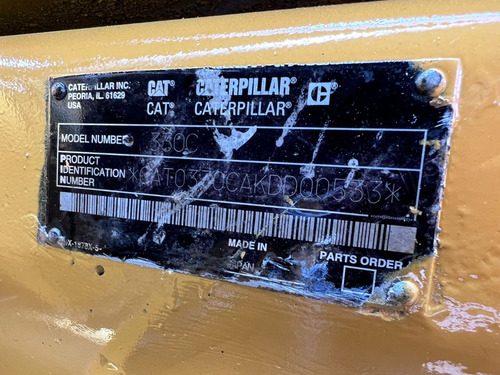 CATERPILLAR INC.
PEORIA, IL. 61629
USA
CAT® CATERPILLAR®
CAT® CATERPILLAR®
MODEL NUMBER 330C
PRODUCT
IDENTIFICATION
NUMBER
MADE IN
JAPAN
PARTS ORDER